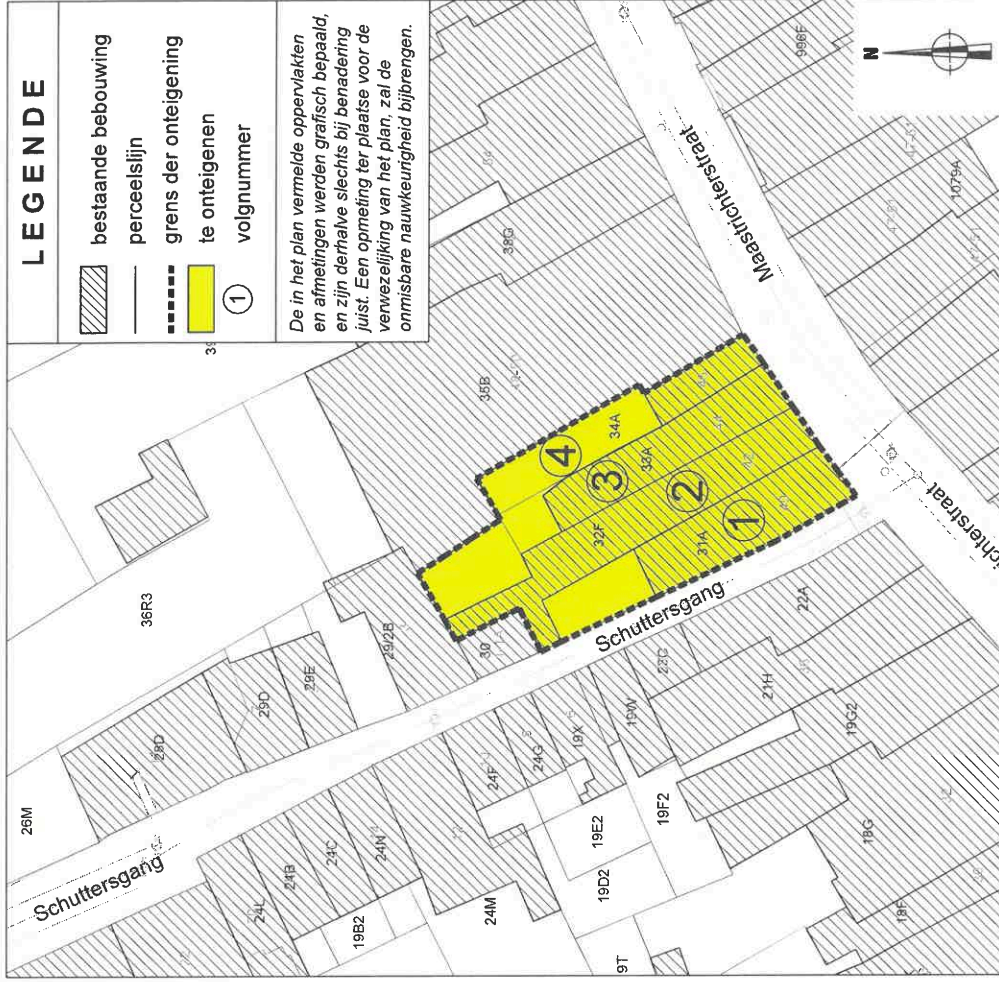 LEGENDE
bestaande bebouwing
perceelslijn
grens der onteigening
te onteigenen
1
volgnummer
De in het plan vermelde oppervlakten
en afmetingen werden grafisch bepaald,
en zijn derhalve slechts bij benadering
juist. Een opmeting ter plaatse voor de
verwezelijking van het plan, zal de
onmisbare nauwkeurigheid bijbrengen.
N
26M
36R3
28D
29D
29E
29/2B
30
35B
38G
996F
1079A
Maastrichterstraat
Schuttersgang
Schuttersgang
24L
24B
24C
24N
19B2
24M
24F
24G
19X
19W
19E2
19D2
19F2
9T
23C
22A
21H
19G2
18G
18F
4
34A
3
33A
2
32F
1
31A
42